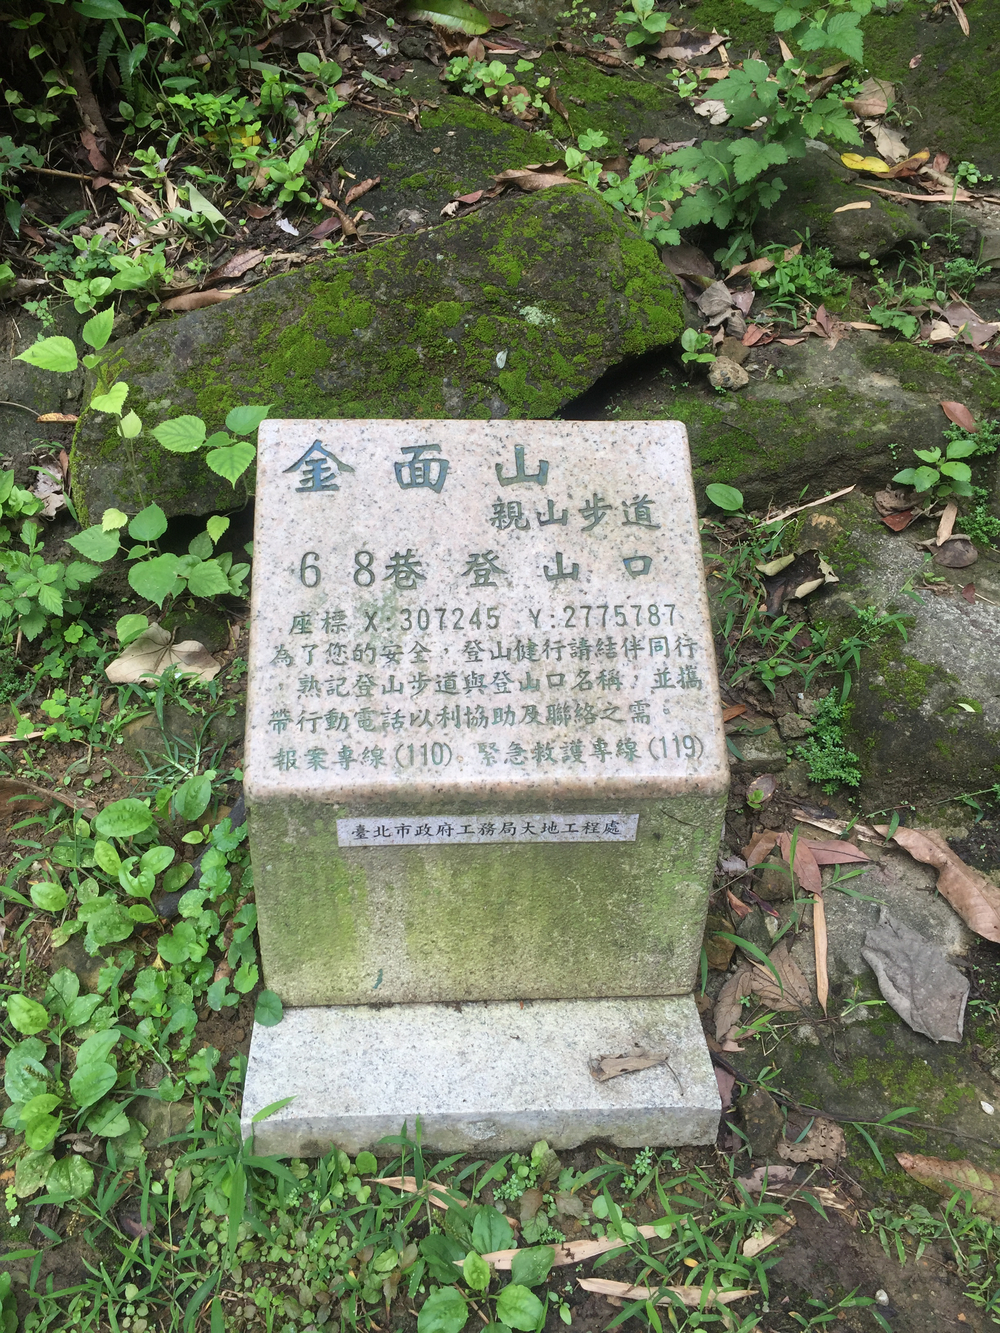 金面山
親山步道
68巷登山口
座標 X:307245 Y:2775787
為了您的安全，登山健行請結伴同行
，熟記登山步道與登山口名稱，並攜
帶行動電話以利協助及聯絡之需。
報案專線(110) 緊急救護專線(119)
臺北市政府工務局大地工程處